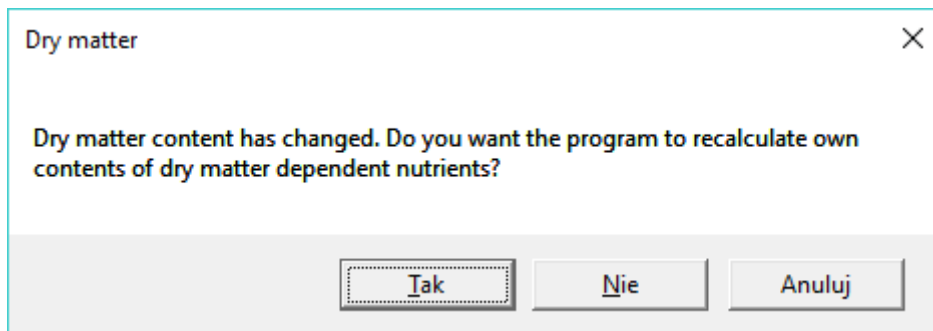 Dry matter
Dry matter content has changed. Do you want the program to recalculate own
contents of dry matter dependent nutrients?
Tak Nie Anuluj